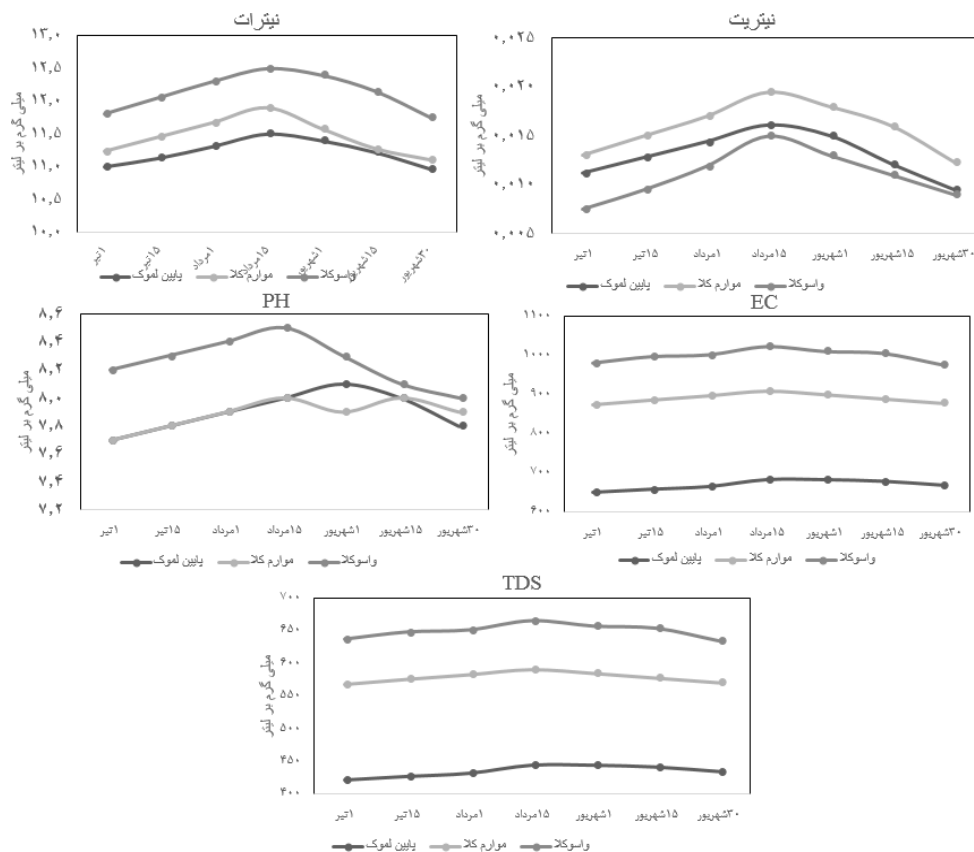 نیترات
میلی گرم بر لیتر
۱۳,۰
۱۲,۵
۱۲,۰
۱۱,۵
۱۱,۰
۱۰,۵
۱۰,۰
۱تیر
۱۵تیر
۱مرداد
۱۵مرداد
۱شهریور
۱۵شهریور
۳۰شهریور
پایین لموک
موارم کلا
واسوکلا
نیتریت
میلی گرم بر لیتر
۰,۰۲۵
۰,۰۲۰
۰,۰۱۵
۰,۰۱۰
۰,۰۰۵
۱تیر
۱۵تیر
۱مرداد
۱۵مرداد
۱شهریور
۱۵شهریور
۳۰شهریور
پایین لموک
موارم کلا
واسوکلا
PH
میلی گرم بر لیتر
۸,۶
۸,۴
۸,۲
۸,۰
۷,۸
۷,۶
۷,۴
۷,۲
۱تیر
۱۵تیر
۱مرداد
۱۵مرداد
۱شهریور
۱۵شهریور
۳۰شهریور
پایین لموک
موارم کلا
واسوکلا
EC
میلی گرم بر لیتر
۱۱۰۰
۱۰۰۰
۹۰۰
۸۰۰
۷۰۰
۶۰۰
۱تیر
۱۵تیر
۱مرداد
۱۵مرداد
۱شهریور
۱۵شهریور
۳۰شهریور
پایین لموک
موارم کلا
واسوکلا
TDS
میلی گرم بر لیتر
۷۰۰
۶۵۰
۶۰۰
۵۵۰
۵۰۰
۴۵۰
۴۰۰
۱تیر
۱۵تیر
۱مرداد
۱۵مرداد
۱شهریور
۱۵شهریور
۳۰شهریور
پایین لموک
موارم کلا
واسوکلا